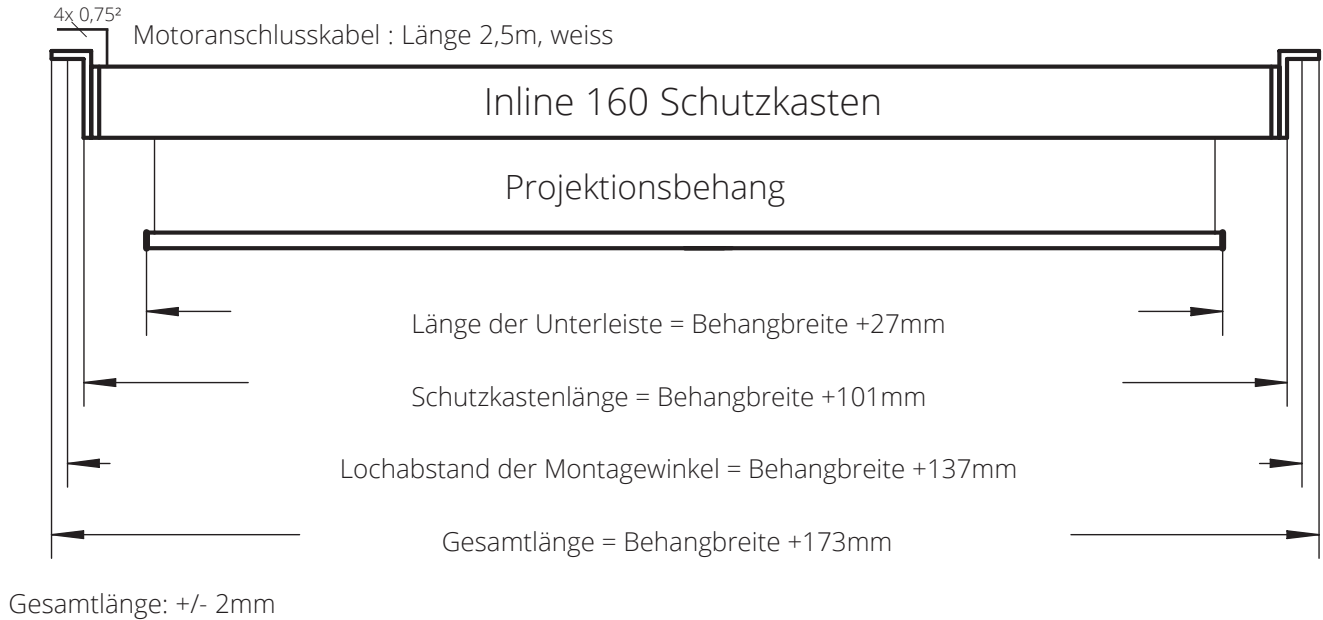 4x 0,75²
Motoranschlusskabel : Länge 2,5m, weiss
Inline 160 Schutzkasten
Projektionsbehang
Länge der Unterleiste = Behangbreite +27mm
Schutzkastenlänge = Behangbreite +101mm
Lochabstand der Montagewinkel = Behangbreite +137mm
Gesamtlänge = Behangbreite +173mm
Gesamtlänge: +/- 2mm